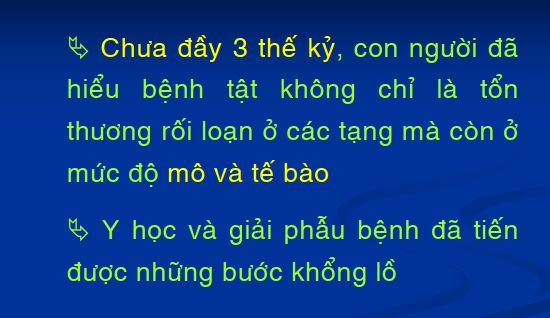 Chưa đầy 3 thế kỷ, con người đã
hiểu bệnh tật không chỉ là tổn
thương rối loạn ở các tạng mà còn ở
mức độ mô và tế bào
Y học và giải phẫu bệnh đã tiến
được những bước khổng lồ